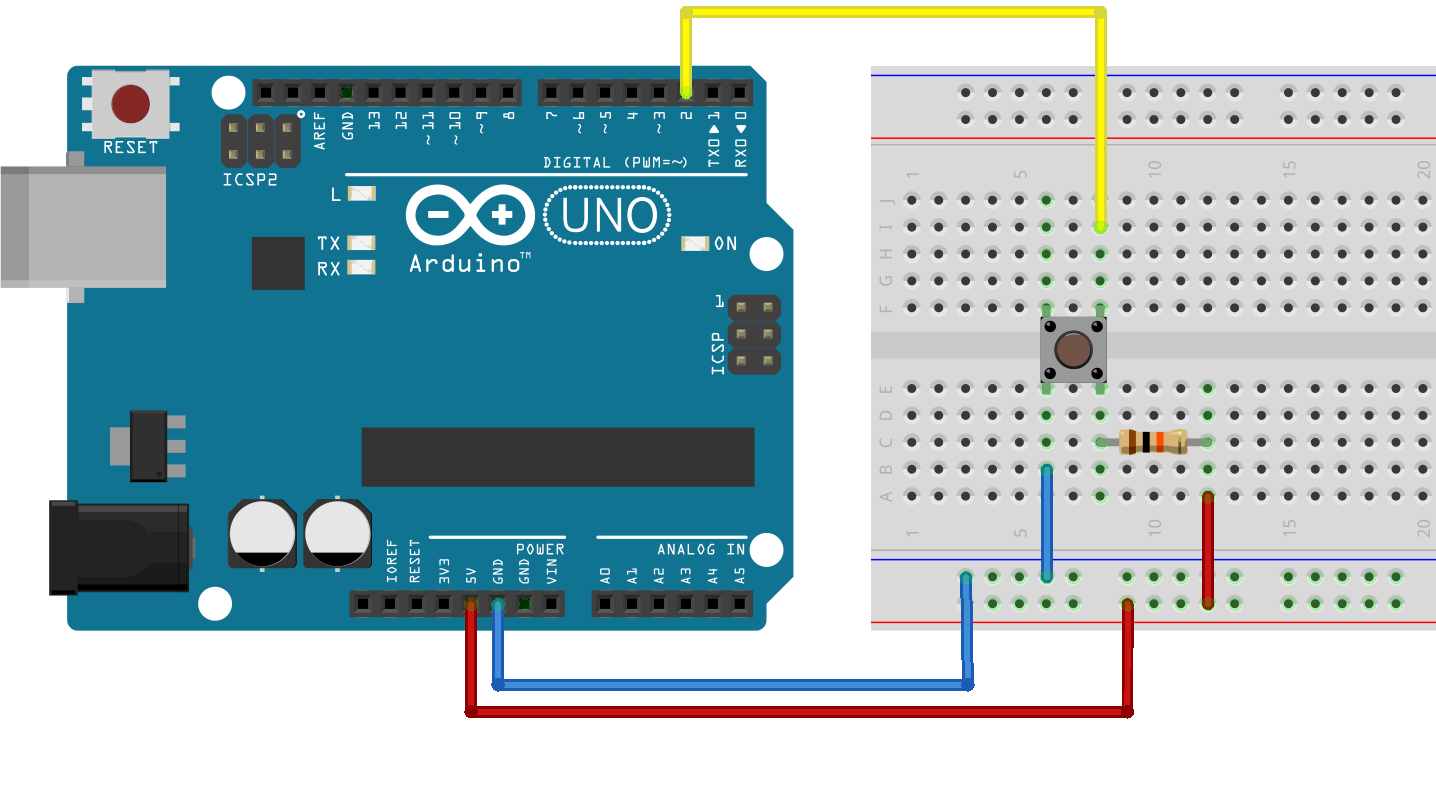 RESET
ICSP2
AREF
GND
13
12
~11
~10
~9
8
7
~6
~5
4
~3
2
TX0▶1
RX0◀0
DIGITAL (PWM=~)
L
TX
RX
UNO
Arduino™
ON
1
ICSP
IOREF
RESET
3V3
5V
GND
GND
VIN
POWER
A0
A1
A2
A3
A4
A5
ANALOG IN
1 5 10 15 20
J
I
H
G
F
E
D
C
B
A
1 5 10 15 20